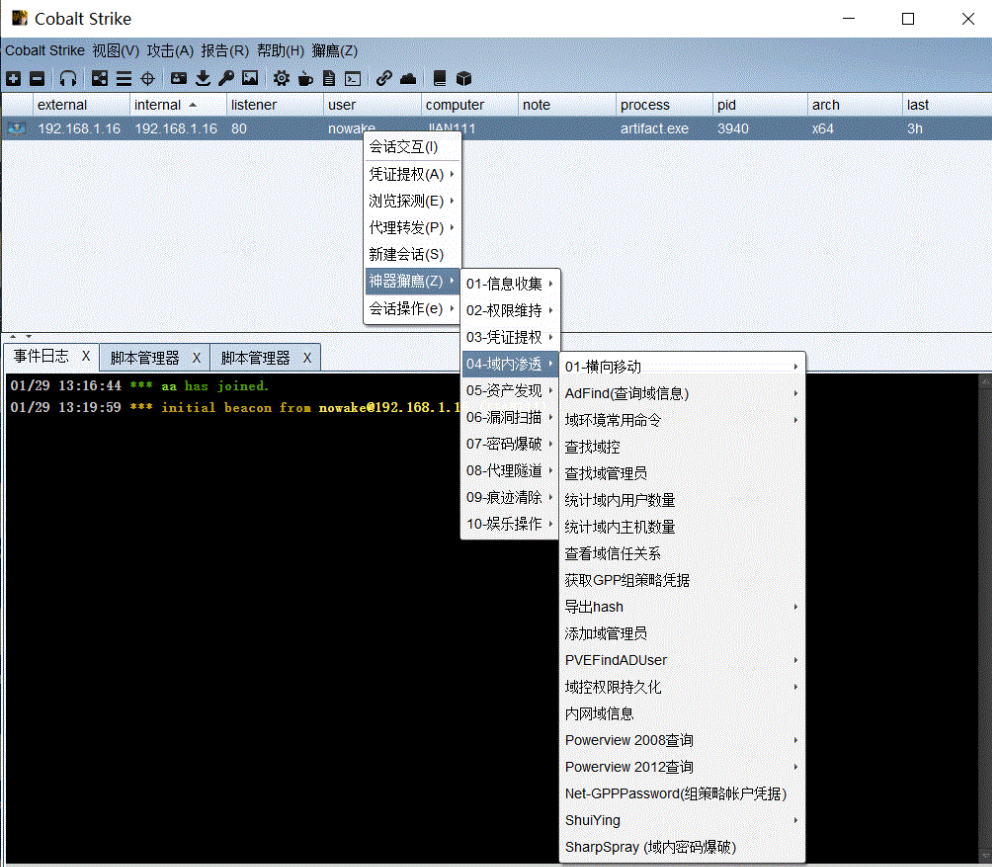 Cobalt Strike
Cobalt Strike 视图(V) 攻击(A) 报告(R) 帮助(H) 獬廌(Z)
external internal listener user computer note process pid arch last
192.168.1.16 192.168.1.16 80 nowake artifact.exe 3940 x64 3h
会话交互(I)
凭证提权(A)
浏览探测(E)
代理转发(P)
新建会话(S)
神器獬廌(Z)
会话操作(e)
01-信息收集
02-权限维持
03-凭证提权
04-域内渗透
05-资产发现
06-漏洞扫描
07-密码爆破
08-代理隧道
09-痕迹清除
10-娱乐操作
01-横向移动
AdFind(查询域信息)
域环境常用命令
查找域控
查找域管理员
统计域内用户数量
统计域内主机数量
查看域信任关系
获取GPP组策略凭据
导出hash
添加域管理员
PVEFindADUser
域控权限持久化
内网域信息
Powerview 2008查询
Powerview 2012查询
Net-GPPPassword(组策略帐户凭据)
ShuiYing
SharpSpray (域内密码爆破)
事件日志 X 脚本管理器 X 脚本管理器 X
01/29 13:16:44 *** aa has joined.
01/29 13:19:59 *** initial beacon from nowake@192.168.1.1